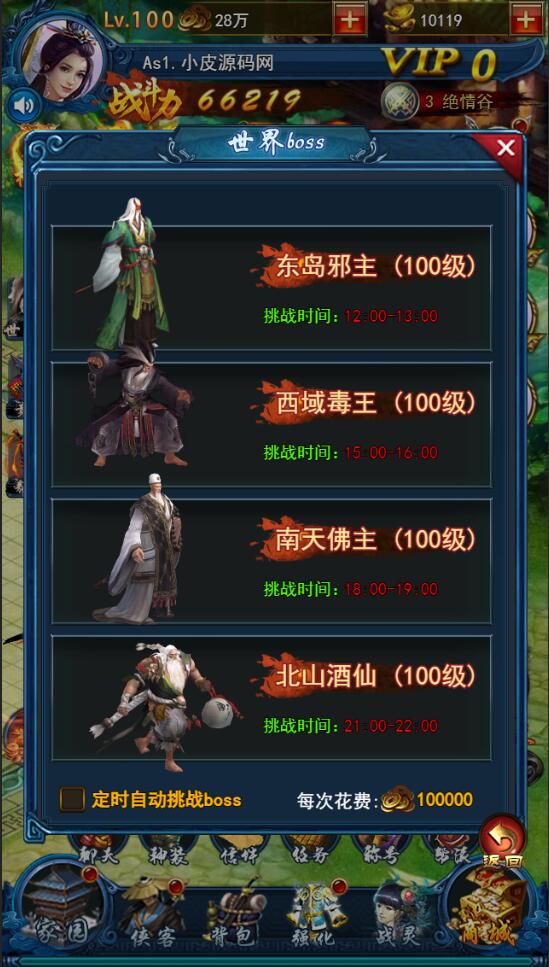 Lv.100 28万 10119
As1.小皮源码网 VIP 0
战斗力 66219 3 绝情谷
世界boss
东岛邪主（100级）
挑战时间：12:00-13:00
西域毒王（100级）
挑战时间：15:00-16:00
南天佛主（100级）
挑战时间：18:00-19:00
北山酒仙（100级）
挑战时间：21:00-22:00
定时自动挑战boss 每次花费：100000
聊天 神装 信件 任务 称号
返回
家园 侠客 背包 强化 战灵 商城